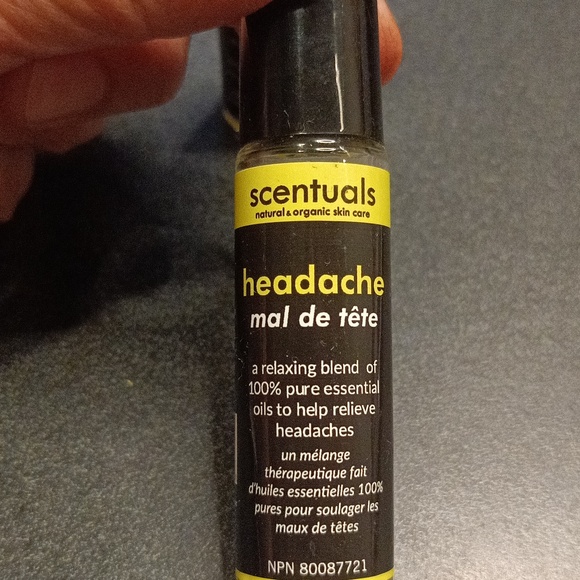 scentuals
natural & organic skin care
headache
mal de tête
a relaxing blend of
100% pure essential
oils to help relieve
headaches
un mélange
thérapeutique fait
d'huiles essentielles 100%
pures pour soulager les
maux de têtes
NPN 80087721